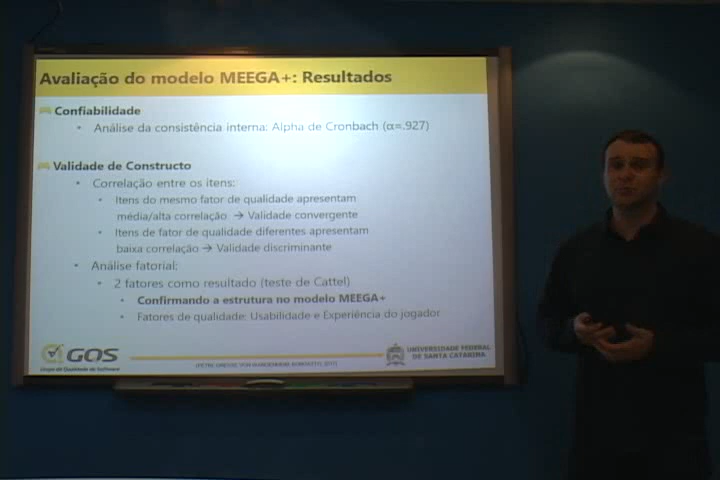 Avaliação do modelo MEEGA+: Resultados
Confiabilidade
• Análise da consistência interna: Alpha de Cronbach (α=.927)
Validade de Constructo
• Correlação entre os itens:
• Itens do mesmo fator de qualidade apresentam
média/alta correlação → Validade convergente
• Itens de fator de qualidade diferentes apresentam
baixa correlação → Validade discriminante
• Análise fatorial:
• 2 fatores como resultado (teste de Cattel)
• Confirmando a estrutura no modelo MEEGA+
• Fatores de qualidade: Usabilidade e Experiência do jogador
GQS
Grupo de Qualidade de Software
UNIVERSIDADE FEDERAL
DE SANTA CATARINA